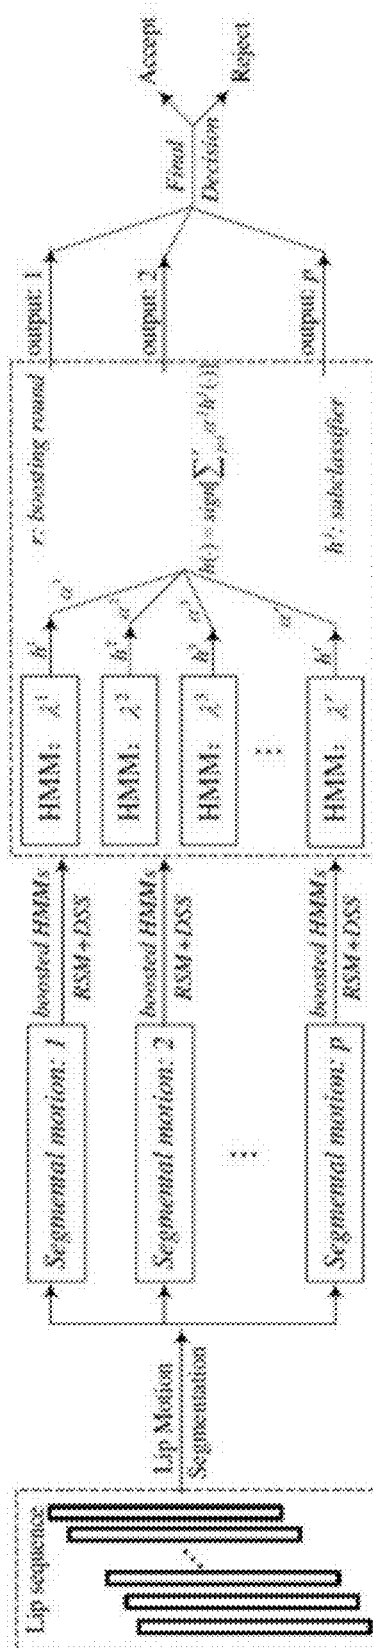 Lip sequence
Lip Motion
Segmentation
Segmental motion: 1
Segmental motion: 2
...
Segmental motion: p
boosted HMMs
RSM+DSS
boosted HMMs
RSM+DSS
boosted HMMs
RSM+DSS
HMM: λ¹
HMM: λ²
HMM: λ³
...
HMM: λʳ
r: boosting round
hʲ: subclassifier
output: 1
output: 2
output: p
Final
Decision
Accept
Reject